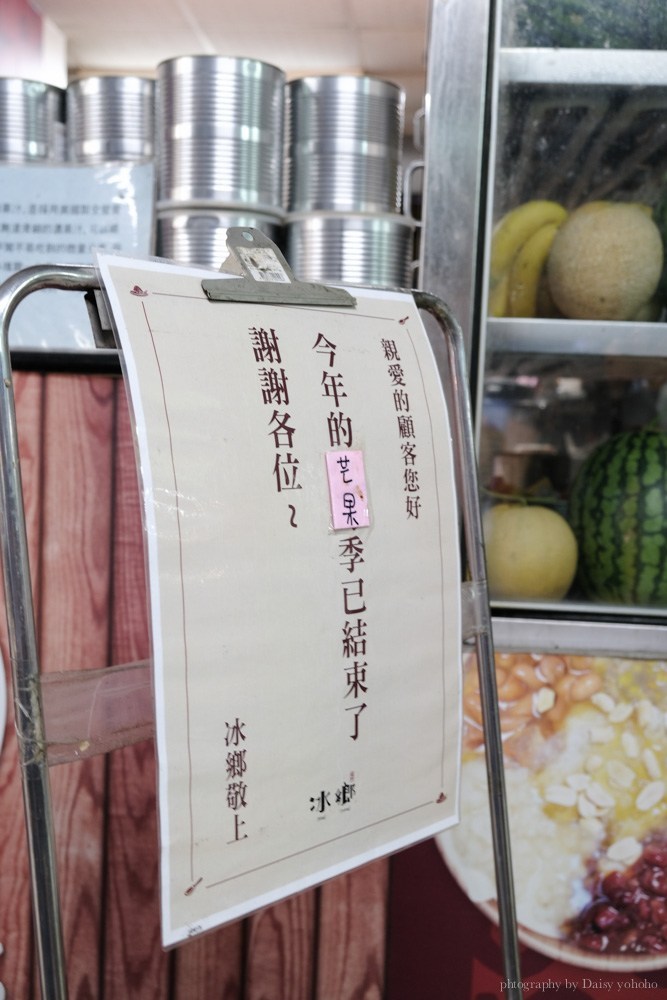 親愛的顧客您好
今年的芒果季已結束了
謝謝各位~
冰鄉敬上
冰鄉
photography by Daisy yohoho